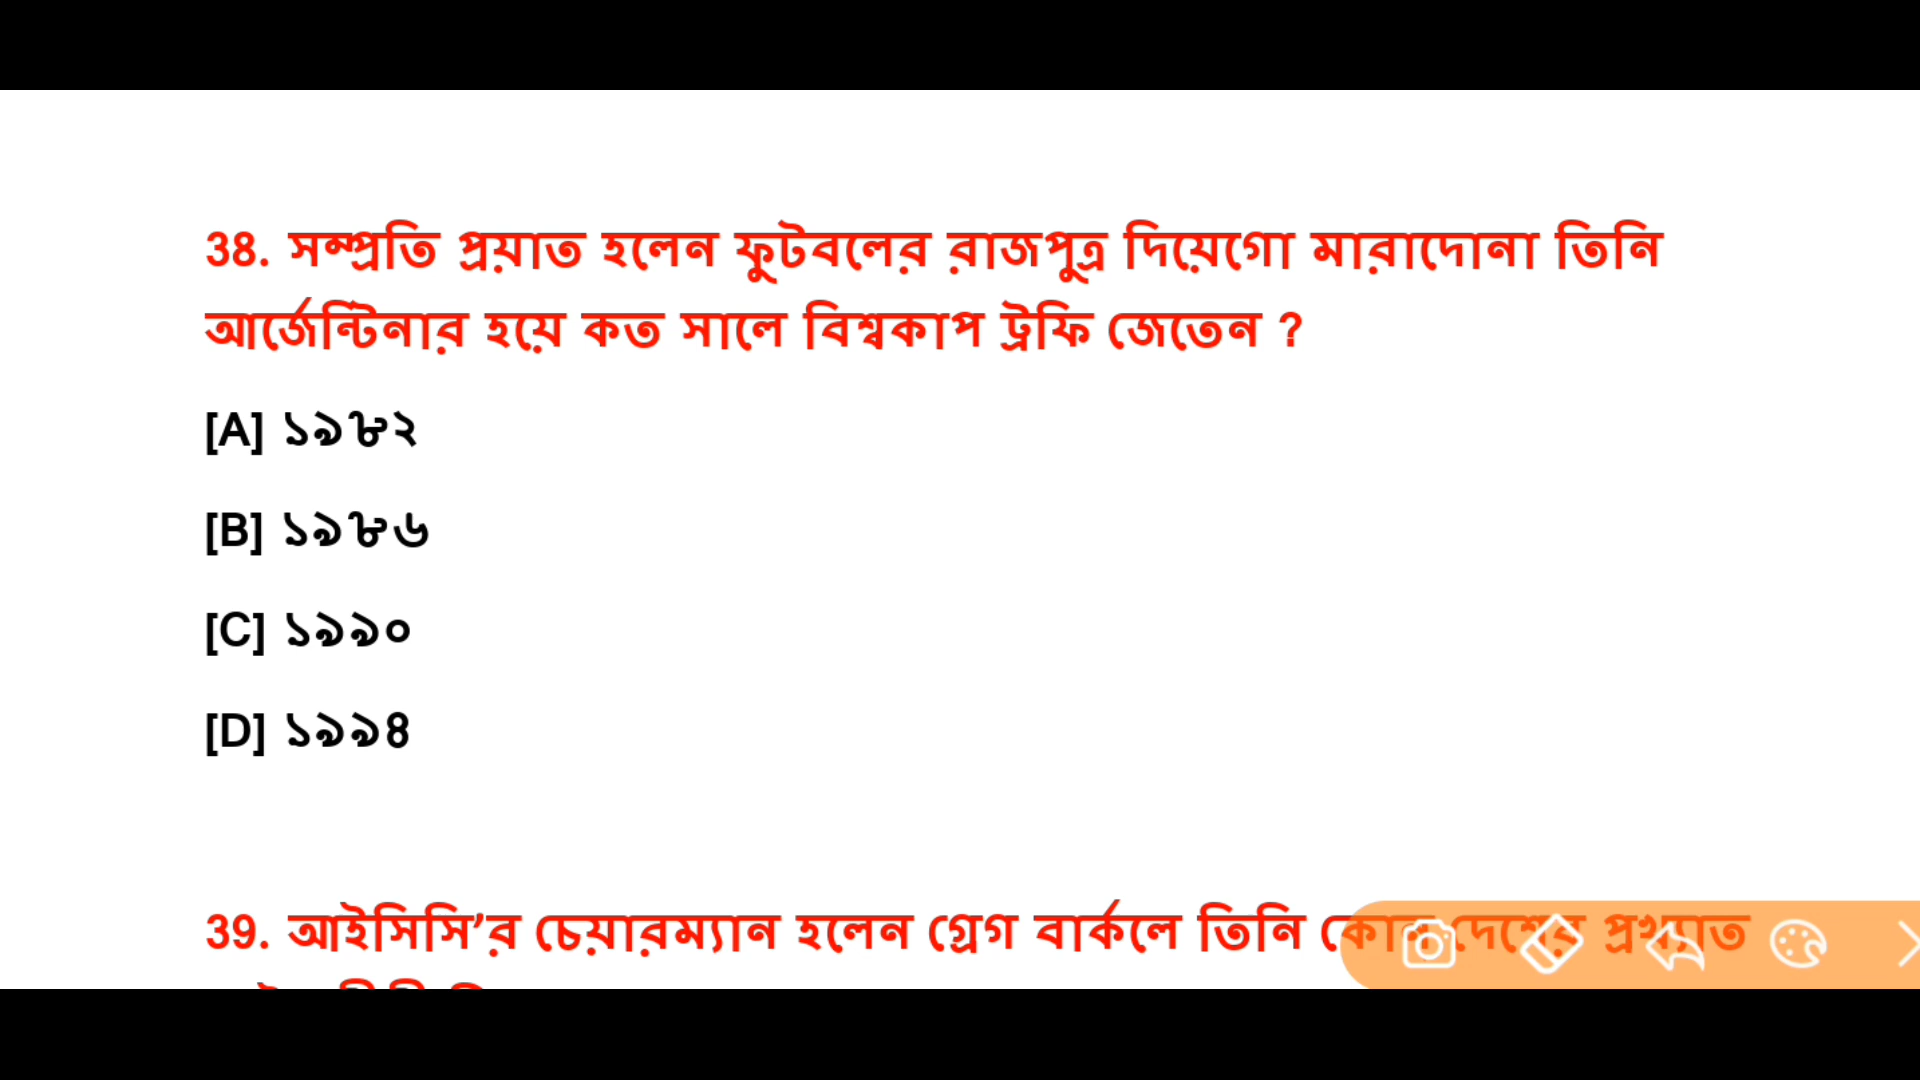 38. সম্প্রতি প্রয়াত হলেন ফুটবলের রাজপুত্র দিয়েগো মারাদোনা তিনি
আর্জেন্টিনার হয়ে কত সালে বিশ্বকাপ ট্রফি জেতেন ?
[A] ১৯৮২
[B] ১৯৮৬
[C] ১৯৯০
[D] ১৯৯৪
39. আইসিসি’র চেয়ারম্যান হলেন গ্রেগ বার্কলে তিনি কোন দেশের প্রখ্যাত